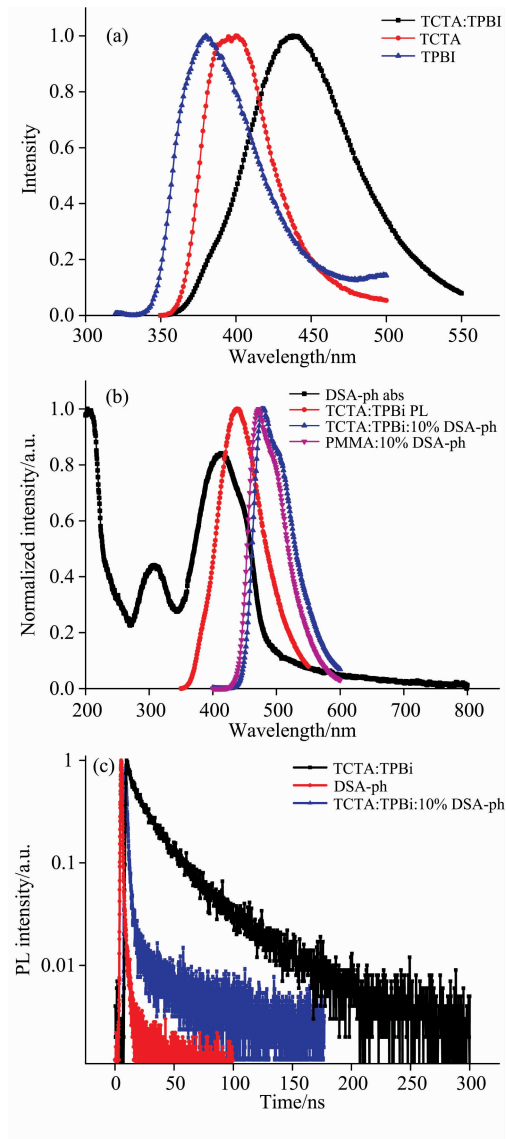 (a)
TCTA:TPBI
TCTA
TPBI
1.0
0.8
0.6
0.4
0.2
0.0
Intensity
300 350 400 450 500 550
Wavelength/nm
(b)
DSA-ph abs
TCTA:TPBi PL
TCTA:TPBi:10% DSA-ph
PMMA:10% DSA-ph
1.0
0.8
0.6
0.4
0.2
0.0
Normalized intensity/a.u.
200 300 400 500 600 700 800
Wavelength/nm
(c)
TCTA:TPBi
DSA-ph
TCTA:TPBi:10% DSA-ph
1
0.1
0.01
PL intensity/a.u.
0 50 100 150 200 250 300
Time/ns